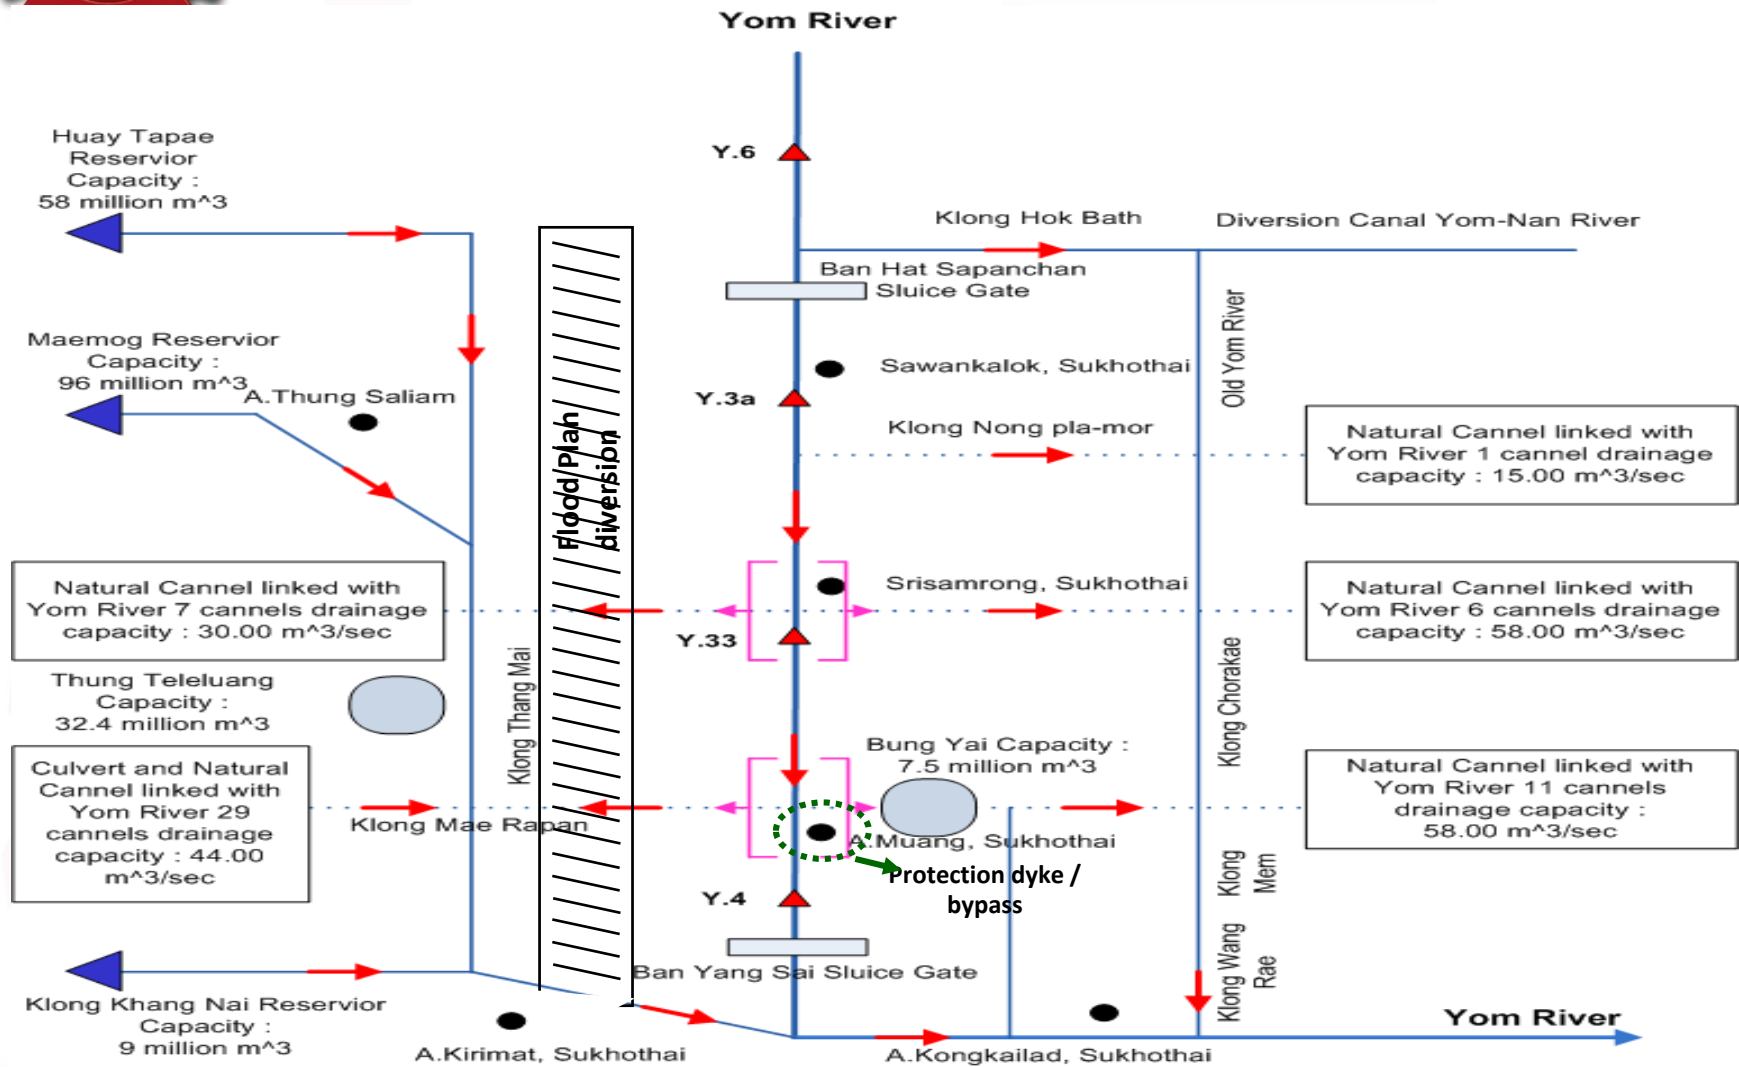 Yom River
Huay Tapae
Reservior
Capacity :
58 million m^3
Y.6
Klong Hok Bath
Diversion Canal Yom-Nan River
Ban Hat Sapanchan
Sluice Gate
Old Yom River
Maemog Reservior
Capacity :
96 million m^3
A.Thung Saliam
Sawankalok, Sukhothai
Y.3a
Klong Nong pla-mor
Natural Cannel linked with
Yom River 1 cannel drainage
capacity : 15.00 m^3/sec
Flood Plan
diversion
Natural Cannel linked with
Yom River 7 cannels drainage
capacity : 30.00 m^3/sec
Srisamrong, Sukhothai
Y.33
Natural Cannel linked with
Yom River 6 cannels drainage
capacity : 58.00 m^3/sec
Thung Teleluang
Capacity :
32.4 million m^3
Klong Thang Mai
Klong Chorakae
Bung Yai Capacity :
7.5 million m^3
Culvert and Natural
Cannel linked with
Yom River 29
cannels drainage
capacity : 44.00
m^3/sec
Klong Mae Rapan
A.Muang, Sukhothai
Natural Cannel linked with
Yom River 11 cannels
drainage capacity :
58.00 m^3/sec
Protection dyke /
bypass
Y.4
Klong
Mem
Ban Yang Sai Sluice Gate
Klong Wang
Rae
Klong Khang Nai Reservior
Capacity :
9 million m^3
A.Kirimat, Sukhothai
A.Kongkailad, Sukhothai
Yom River